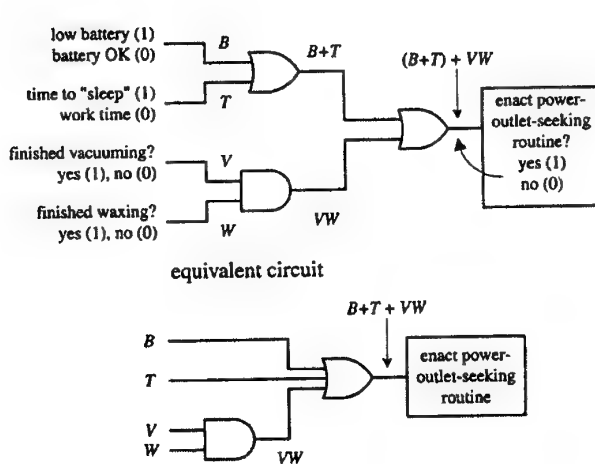 low battery (1)
battery OK (0)
B
B+T
time to "sleep" (1)
work time (0)
T
(B+T) + VW
enact power-
outlet-seeking
routine?
yes (1)
no (0)
finished vacuuming?
yes (1), no (0)
V
finished waxing?
yes (1), no (0)
W
VW
equivalent circuit
B+T + VW
B
T
V
W
VW
enact power-
outlet-seeking
routine